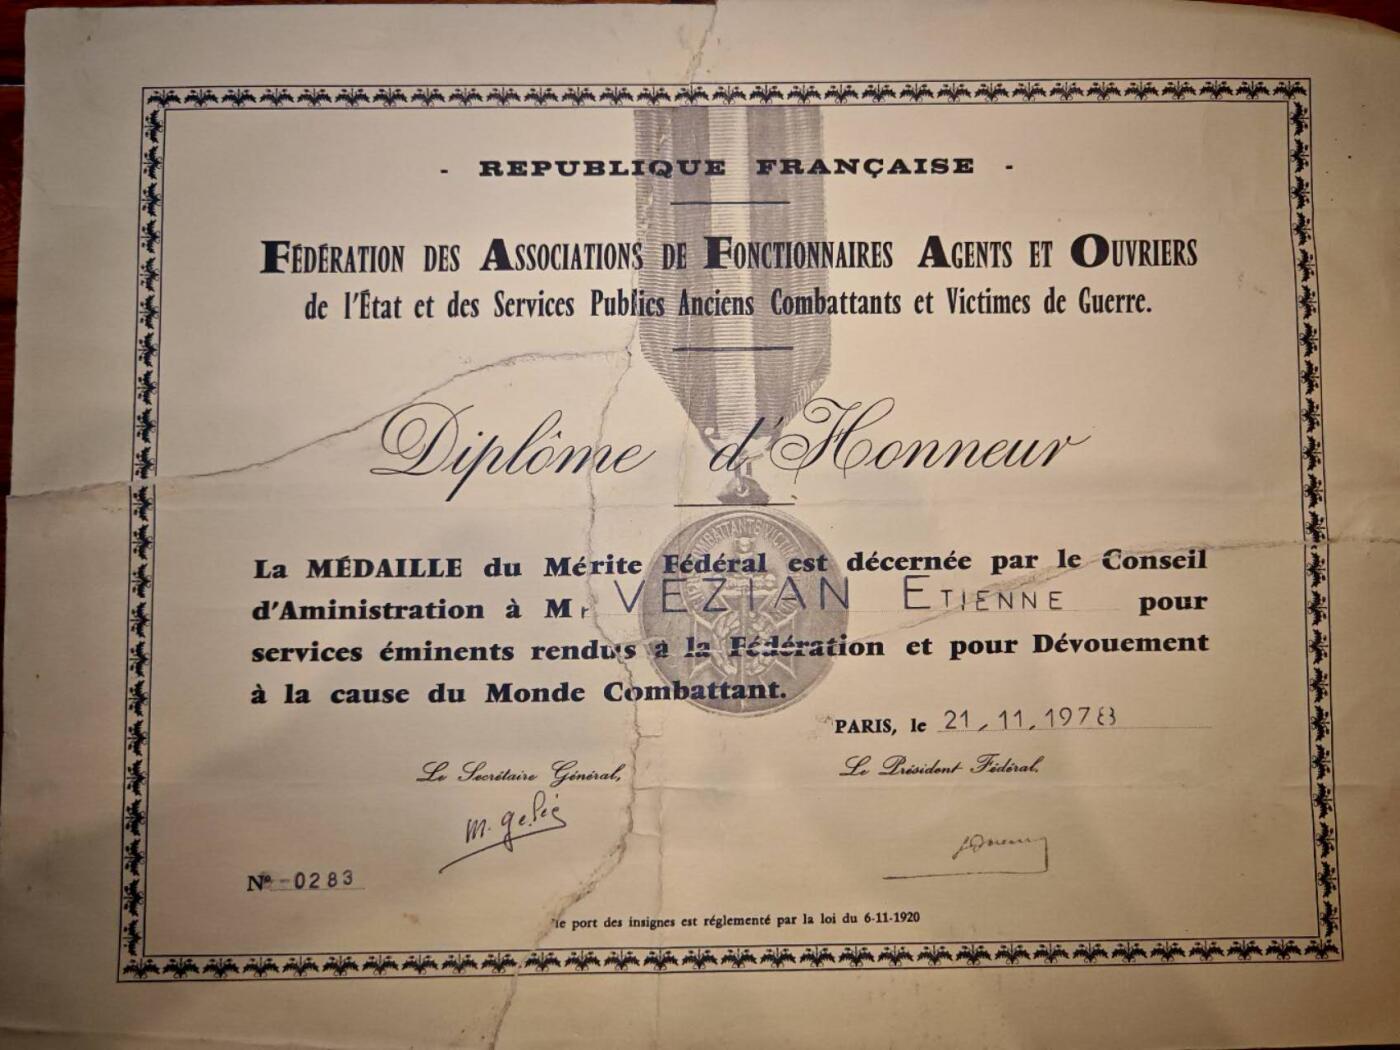 - REPUBLIQUE FRANÇAISE -
FÉDÉRATION DES ASSOCIATIONS DE FONCTIONNAIRES AGENTS ET OUVRIERS
de l'État et des Services Publics Anciens Combattants et Victimes de Guerre.
Diplôme d'Honneur
La MÉDAILLE du Mérite Fédéral est décernée par le Conseil
d'Aministration à Mr VEZIAN ETIENNE pour
services éminents rendus à la Fédération et pour Dévouement
à la cause du Monde Combattant.
PARIS, le 21.11.1978
Le Secrétaire Général, Le Président Fédéral.
Nº -0283
le port des insignes est réglementé par la loi du 6-11-1920